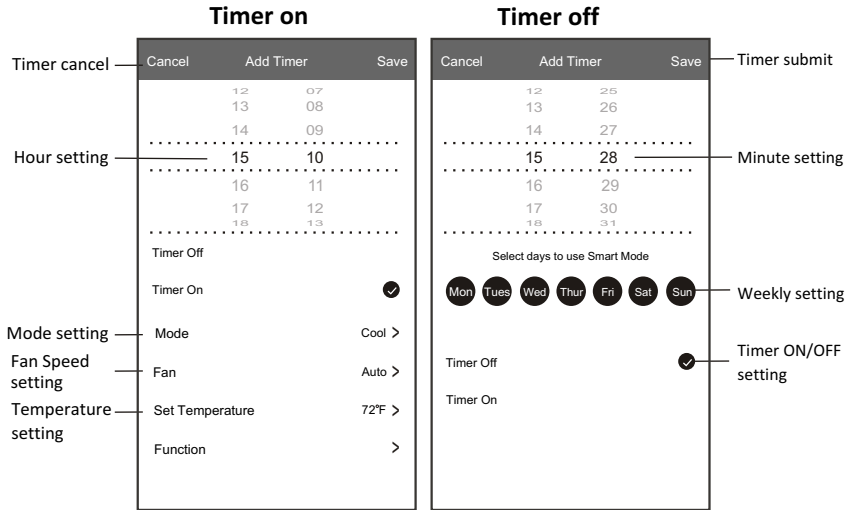 Timer on
Timer off
Timer cancel
Cancel Add Timer Save
Cancel Add Timer Save
Timer submit
12 07
13 08
14 09
15 10
16 11
17 12
18 13
Hour setting
12 25
13 26
14 27
15 28
16 29
17 30
18 31
Minute setting
Timer Off
Timer On
Mode setting
Mode Cool >
Fan Speed
setting
Fan Auto >
Temperature
setting
Set Temperature 72°F >
Function >
Select days to use Smart Mode
Mon Tues Wed Thur Fri Sat Sun
Weekly setting
Timer Off
Timer On
Timer ON/OFF
setting